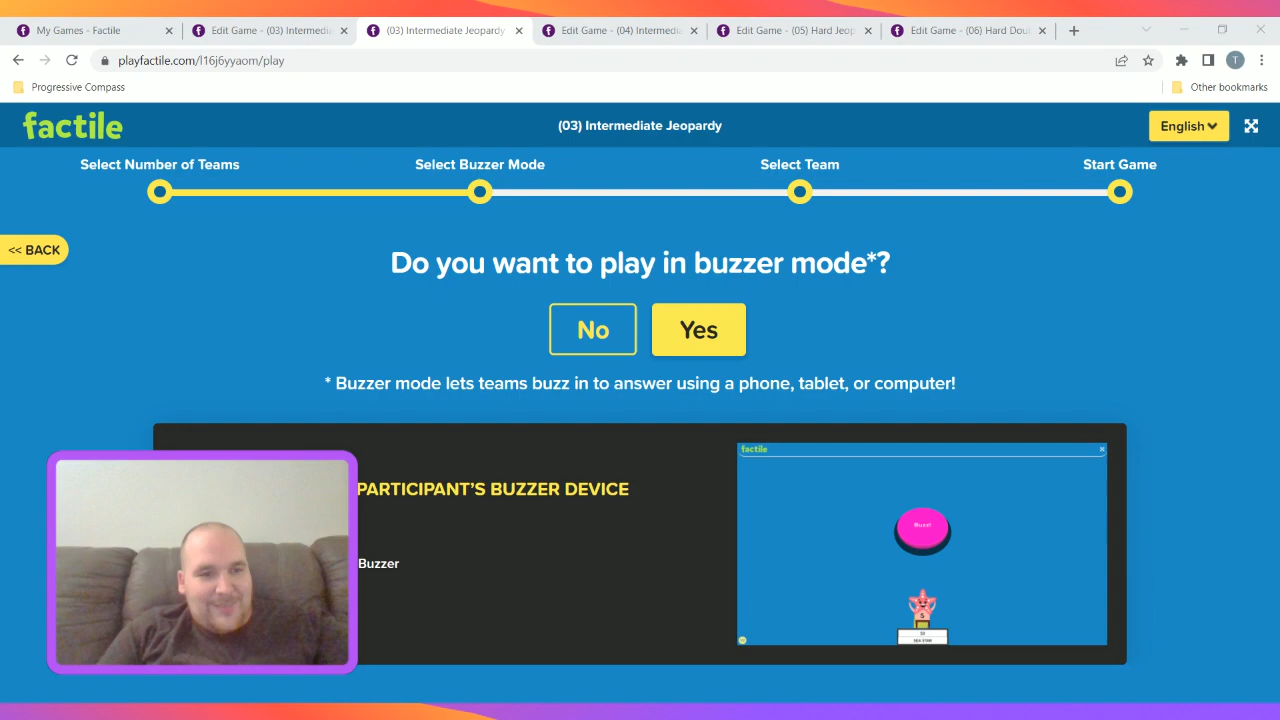 My Games - Factile
Edit Game - (03) Intermedi
(03) Intermediate Jeopardy
Edit Game - (04) Intermedi
Edit Game - (05) Hard Jeop
Edit Game - (06) Hard Dou
playfactile.com/l16j6yyaom/play
T
Progressive Compass
Other bookmarks
factile
(03) Intermediate Jeopardy
English
Select Number of Teams
Select Buzzer Mode
Select Team
Start Game
<< BACK
Do you want to play in buzzer mode*?
No
Yes
* Buzzer mode lets teams buzz in to answer using a phone, tablet, or computer!
factile
PARTICIPANT'S BUZZER DEVICE
Buzz!
Buzzer